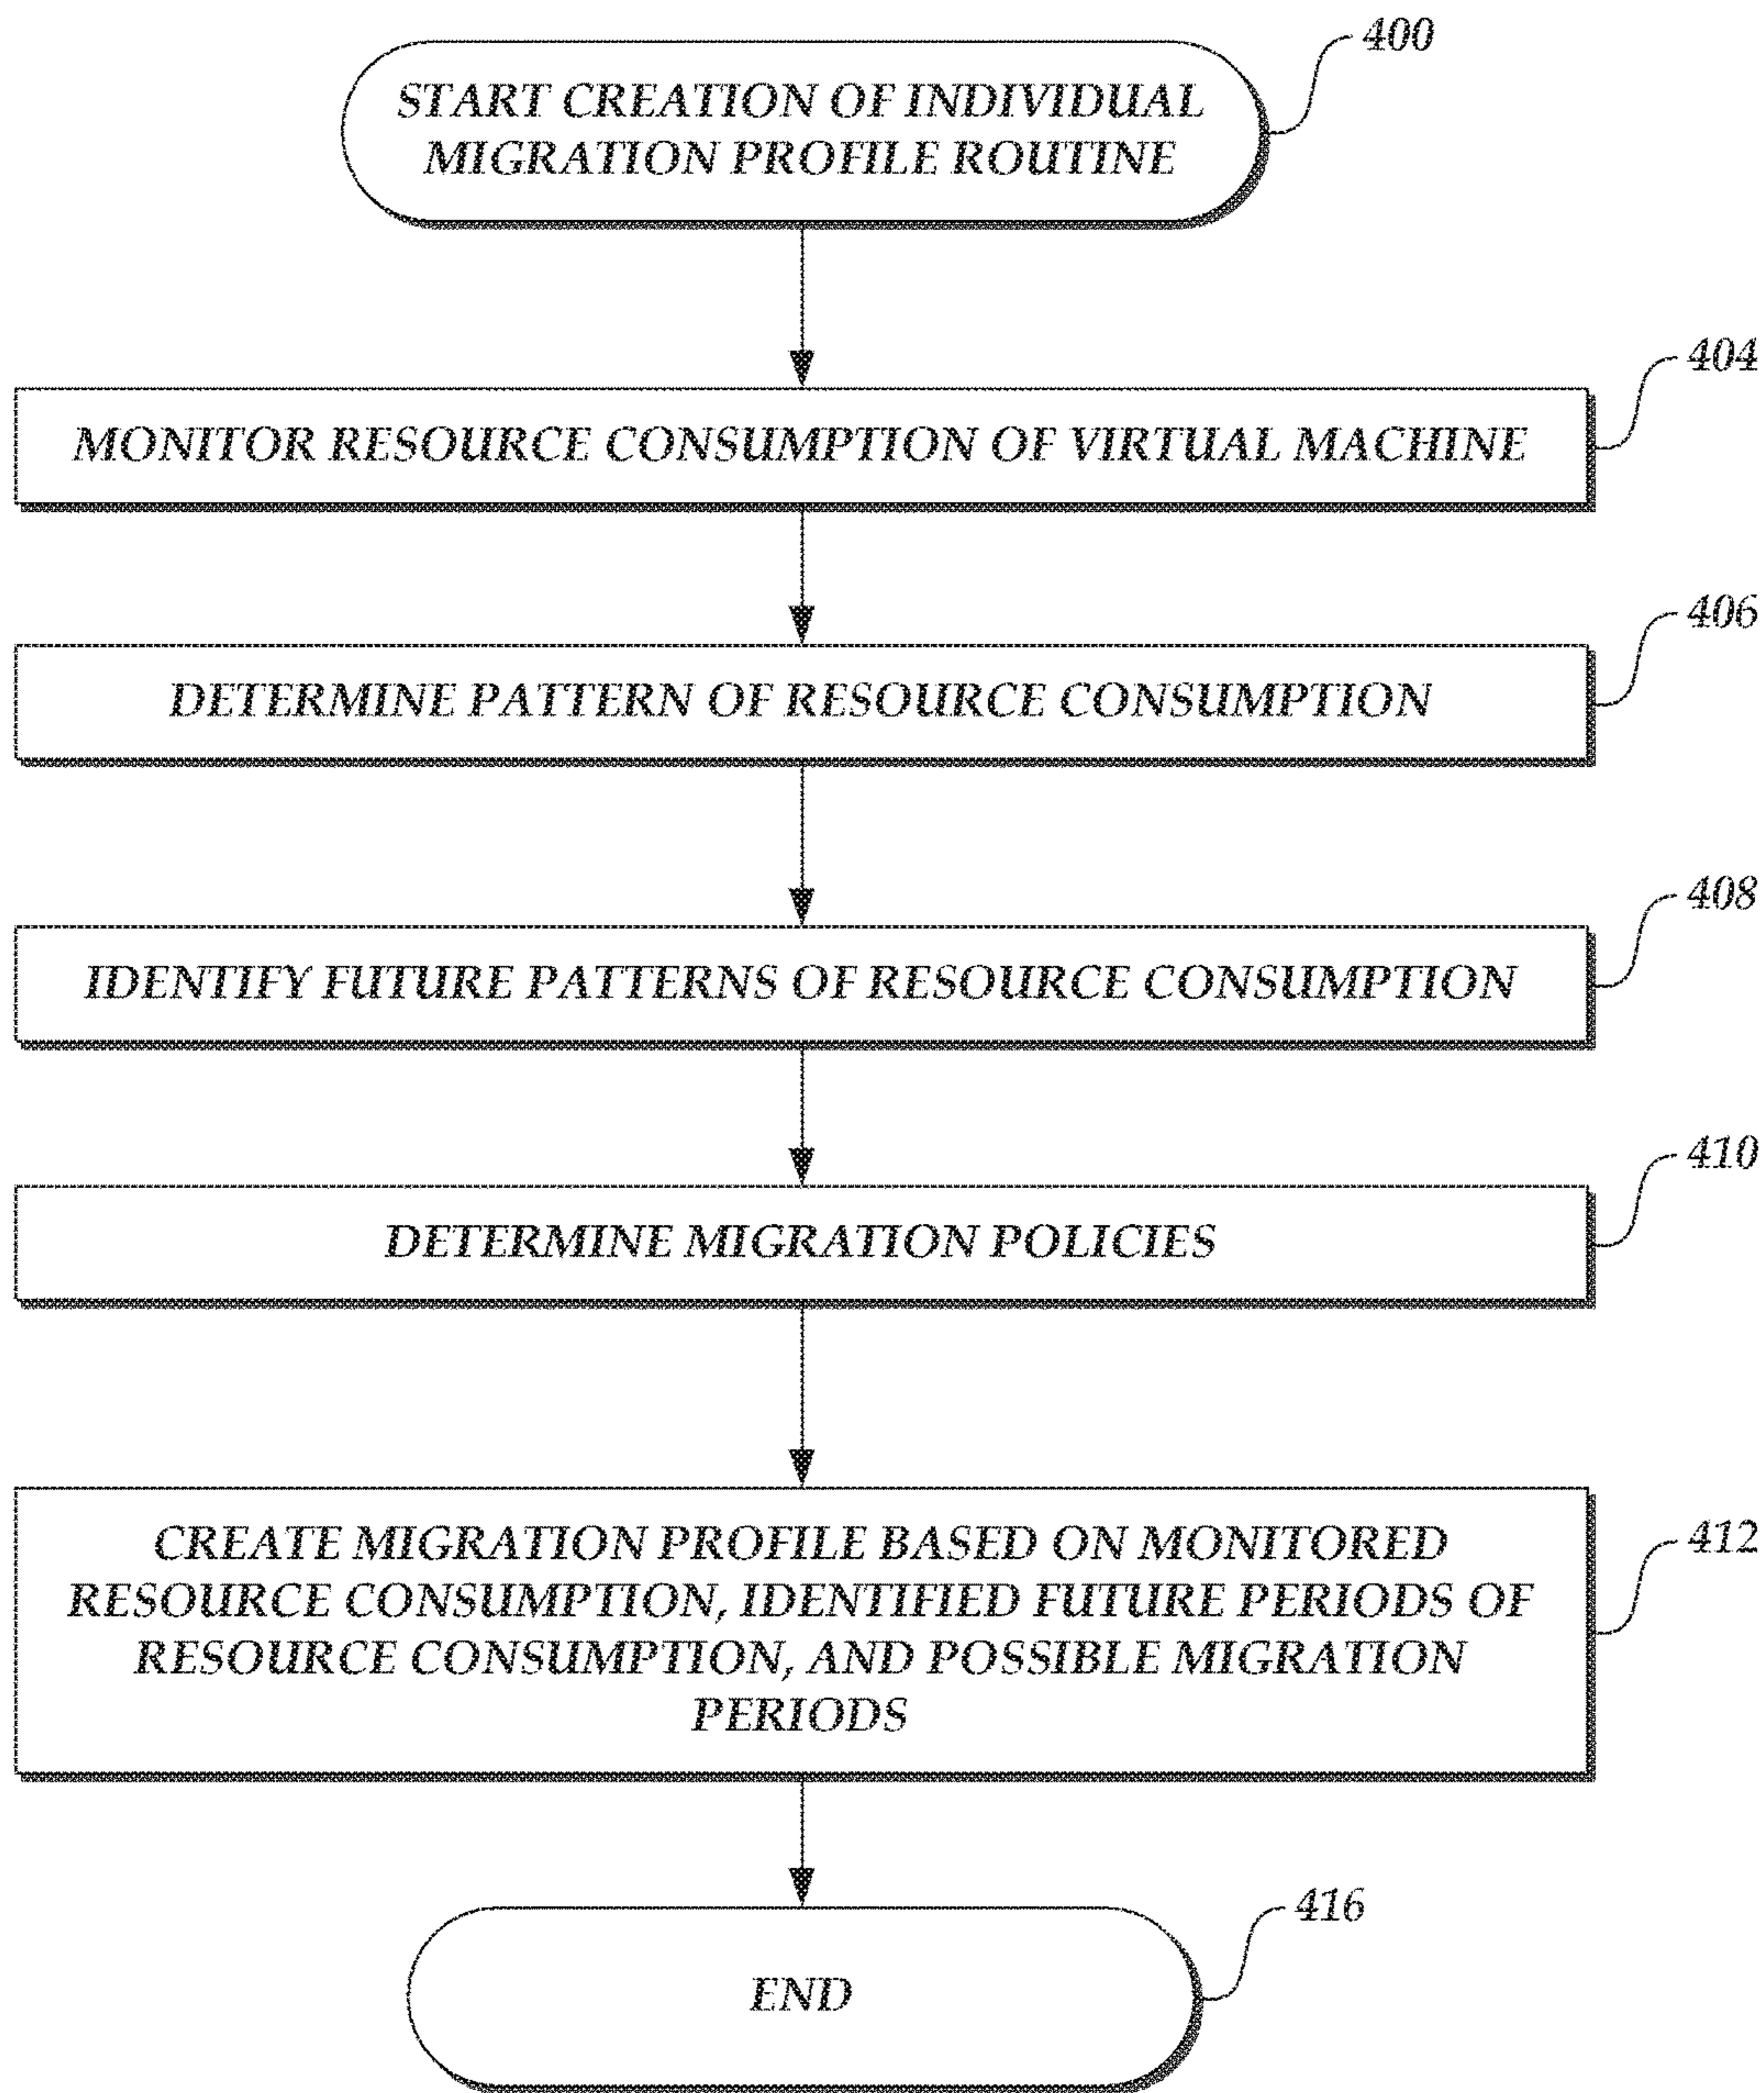 400
START CREATION OF INDIVIDUAL
MIGRATION PROFILE ROUTINE
404
MONITOR RESOURCE CONSUMPTION OF VIRTUAL MACHINE
406
DETERMINE PATTERN OF RESOURCE CONSUMPTION
408
IDENTIFY FUTURE PATTERNS OF RESOURCE CONSUMPTION
410
DETERMINE MIGRATION POLICIES
412
CREATE MIGRATION PROFILE BASED ON MONITORED
RESOURCE CONSUMPTION, IDENTIFIED FUTURE PERIODS OF
RESOURCE CONSUMPTION, AND POSSIBLE MIGRATION
PERIODS
416
END